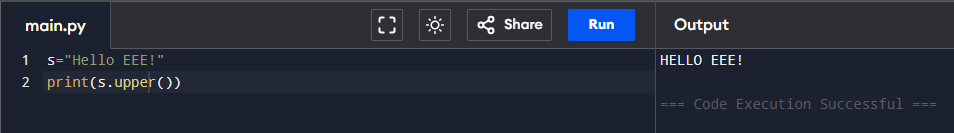 main.py Share Run Output
1 s="Hello EEE!"
2 print(s.upper())
HELLO EEE!
=== Code Execution Successful ===